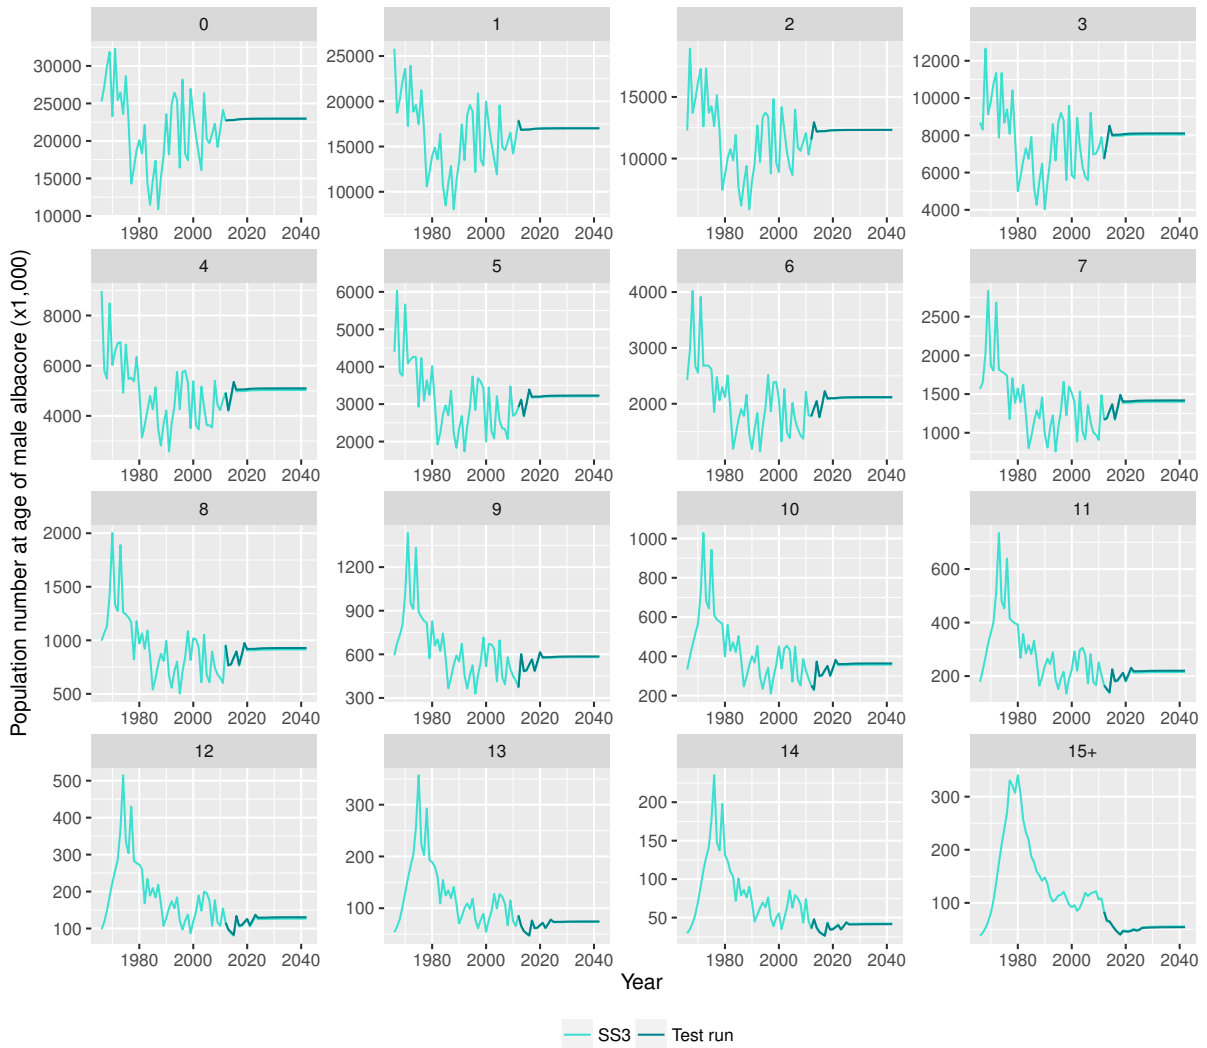 0 1 2 3
30000 25000 20000 15000 10000
25000 20000 15000 10000
15000 10000
12000 10000 8000 6000 4000
1980 2000 2020 2040 1980 2000 2020 2040 1980 2000 2020 2040 1980 2000 2020 2040
4 5 6 7
8000 6000 4000
6000 5000 4000 3000 2000
4000 3000 2000
2500 2000 1500 1000
1980 2000 2020 2040 1980 2000 2020 2040 1980 2000 2020 2040 1980 2000 2020 2040
Population number at age of male albacore (x1,000)
8 9 10 11
2000 1500 1000 500
1200 900 600 300
1000 800 600 400 200
600 400 200
1980 2000 2020 2040 1980 2000 2020 2040 1980 2000 2020 2040 1980 2000 2020 2040
12 13 14 15+
500 400 300 200 100
300 200 100
200 150 100 50
300 200 100
1980 2000 2020 2040 1980 2000 2020 2040 1980 2000 2020 2040 1980 2000 2020 2040
Year
SS3 Test run